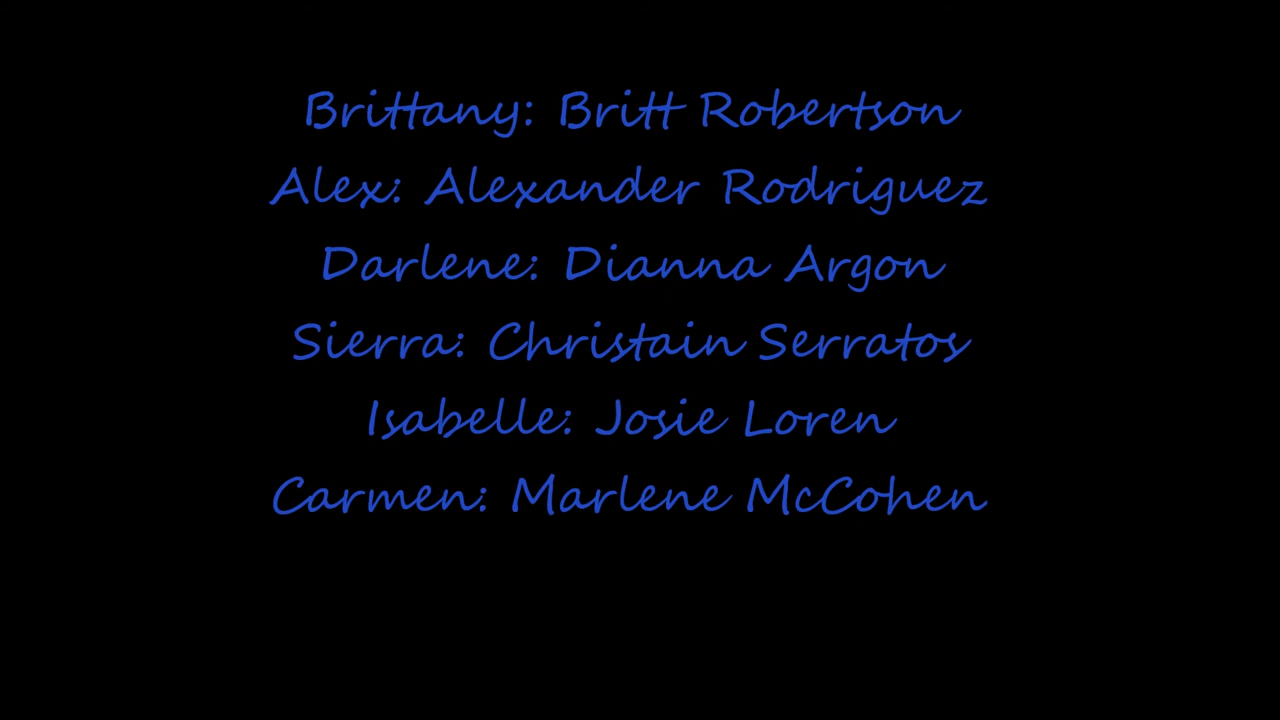 Brittany: Britt Robertson
Alex: Alexander Rodriguez
Darlene: Dianna Argon
Sierra: Christain Serratos
Isabelle: Josie Loren
Carmen: Marlene McCohen